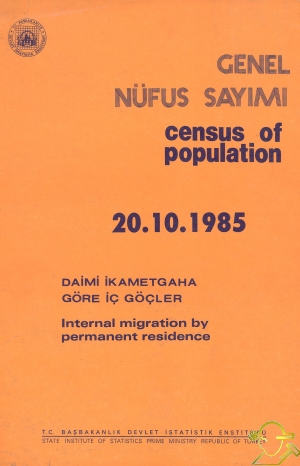 GENEL
NÜFUS SAYIMI
census of
population
20.10.1985
DAİMİ İKAMETGAHA
GÖRE İÇ GÖÇLER
Internal migration by
permanent residence
T.C. BAŞBAKANLIK DEVLET İSTATİSTİK ENSTİTÜSÜ
STATE INSTITUTE OF STATISTICS PRIME MINISTRY REPUBLIC OF TURKEY